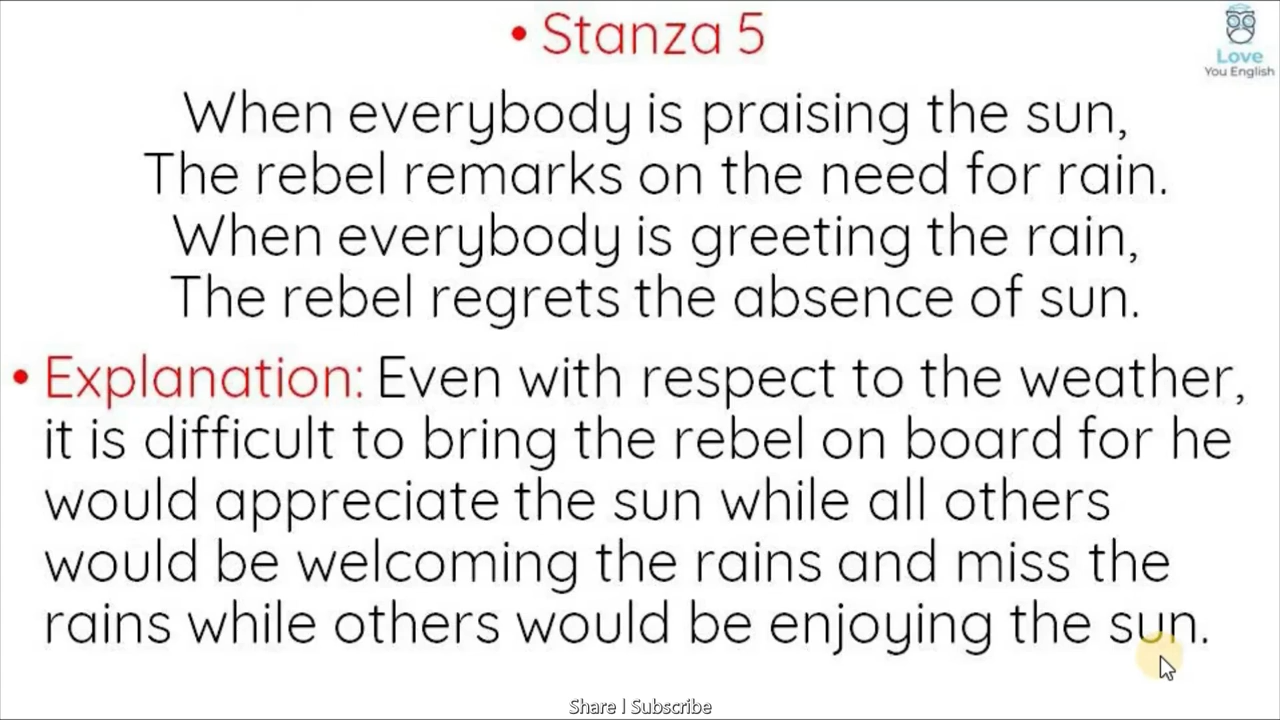 • Stanza 5
Love
You English
When everybody is praising the sun,
The rebel remarks on the need for rain.
When everybody is greeting the rain,
The rebel regrets the absence of sun.
• Explanation: Even with respect to the weather,
it is difficult to bring the rebel on board for he
would appreciate the sun while all others
would be welcoming the rains and miss the
rains while others would be enjoying the sun.
Share | Subscribe